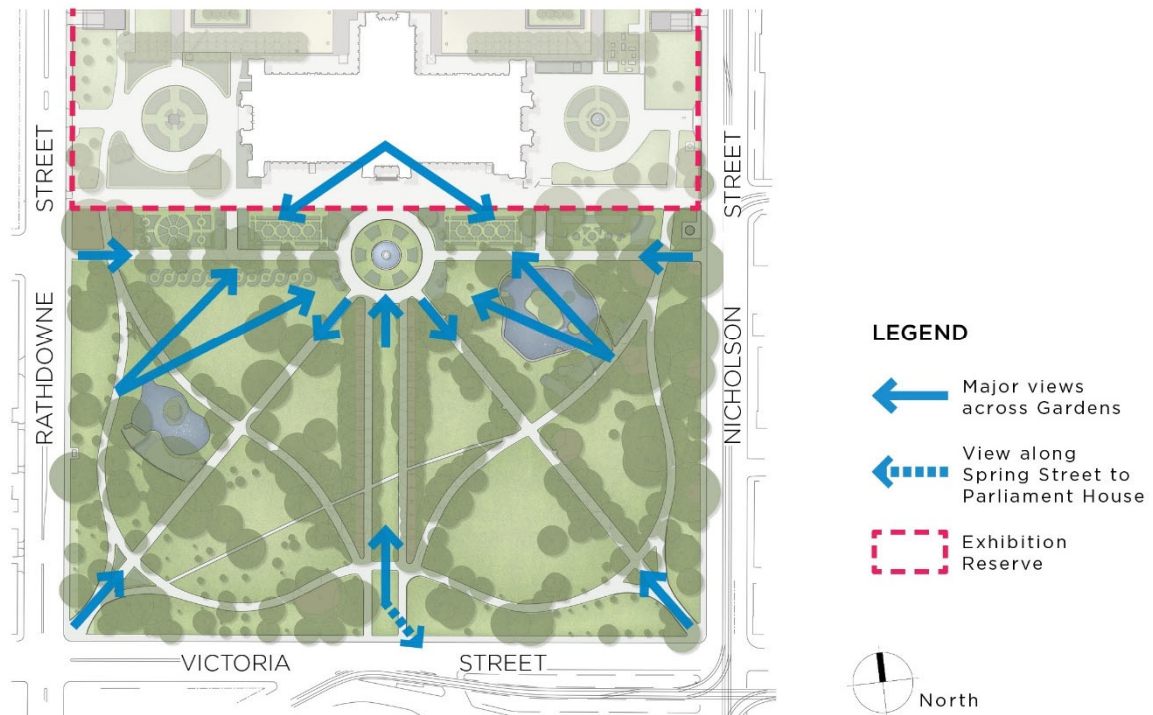 STREET
STREET
RATHDOWNE
NICHOLSON
VICTORIA STREET
LEGEND
Major views
across Gardens
View along
Spring Street to
Parliament House
Exhibition
Reserve
North